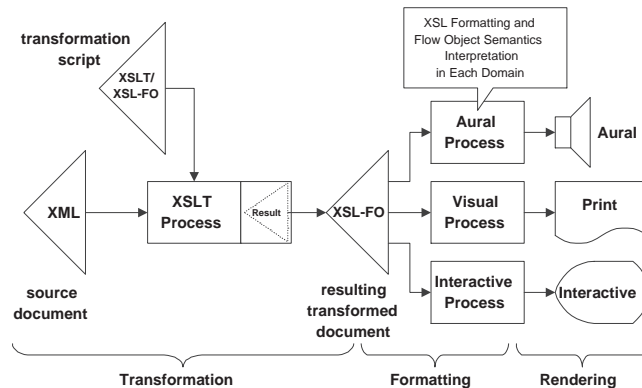 transformation
script
XSLT/
XSL-FO
XSL Formatting and
Flow Object Semantics
Interpretation
in Each Domain
Aural
Process
Aural
XML
XSLT
Process
Result
XSL-FO
Visual
Process
Print
source
document
resulting
transformed
document
Interactive
Process
Interactive
Transformation
Formatting
Rendering